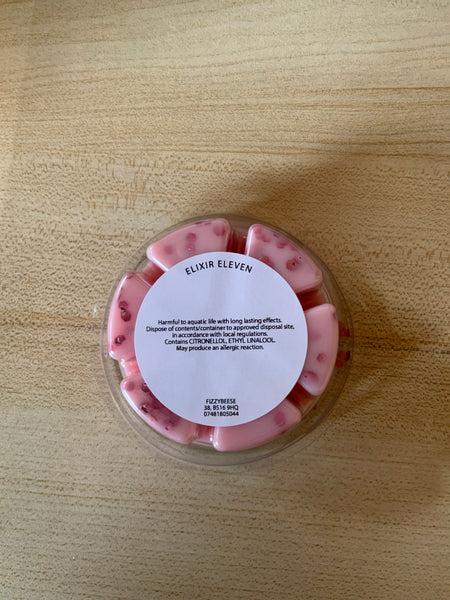 ELIXIR ELEVEN
Harmful to aquatic life with long lasting effects.
Dispose of contents/container to approved disposal site,
in accordance with local regulations.
Contains CITRONELLOL, ETHYL LINALOOL.
May produce an allergic reaction.
FIZZYBEESE
38, BS16 9HQ
07481805044